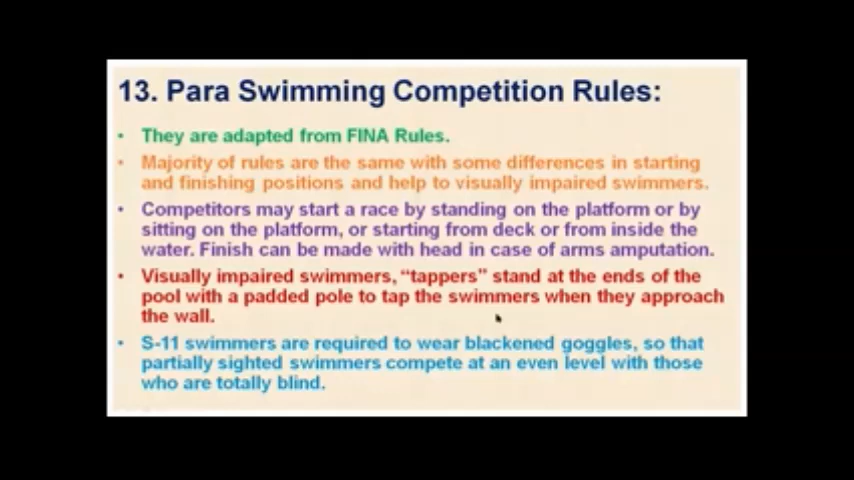 13. Para Swimming Competition Rules:
• They are adapted from FINA Rules.
• Majority of rules are the same with some differences in starting
and finishing positions and help to visually impaired swimmers.
• Competitors may start a race by standing on the platform or by
sitting on the platform, or starting from deck or from inside the
water. Finish can be made with head in case of arms amputation.
• Visually impaired swimmers, “tappers” stand at the ends of the
pool with a padded pole to tap the swimmers when they approach
the wall.
• S-11 swimmers are required to wear blackened goggles, so that
partially sighted swimmers compete at an even level with those
who are totally blind.